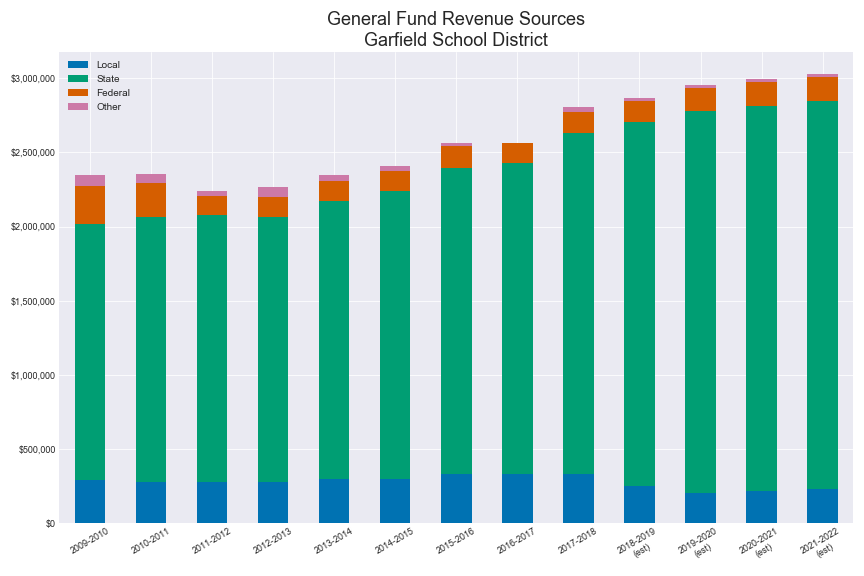 General Fund Revenue Sources
Garfield School District
Local
State
Federal
Other
$3,000,000
$2,500,000
$2,000,000
$1,500,000
$1,000,000
$500,000
$0
2009-2010
2010-2011
2011-2012
2012-2013
2013-2014
2014-2015
2015-2016
2016-2017
2017-2018
2018-2019
(est)
2019-2020
(est)
2020-2021
(est)
2021-2022
(est)